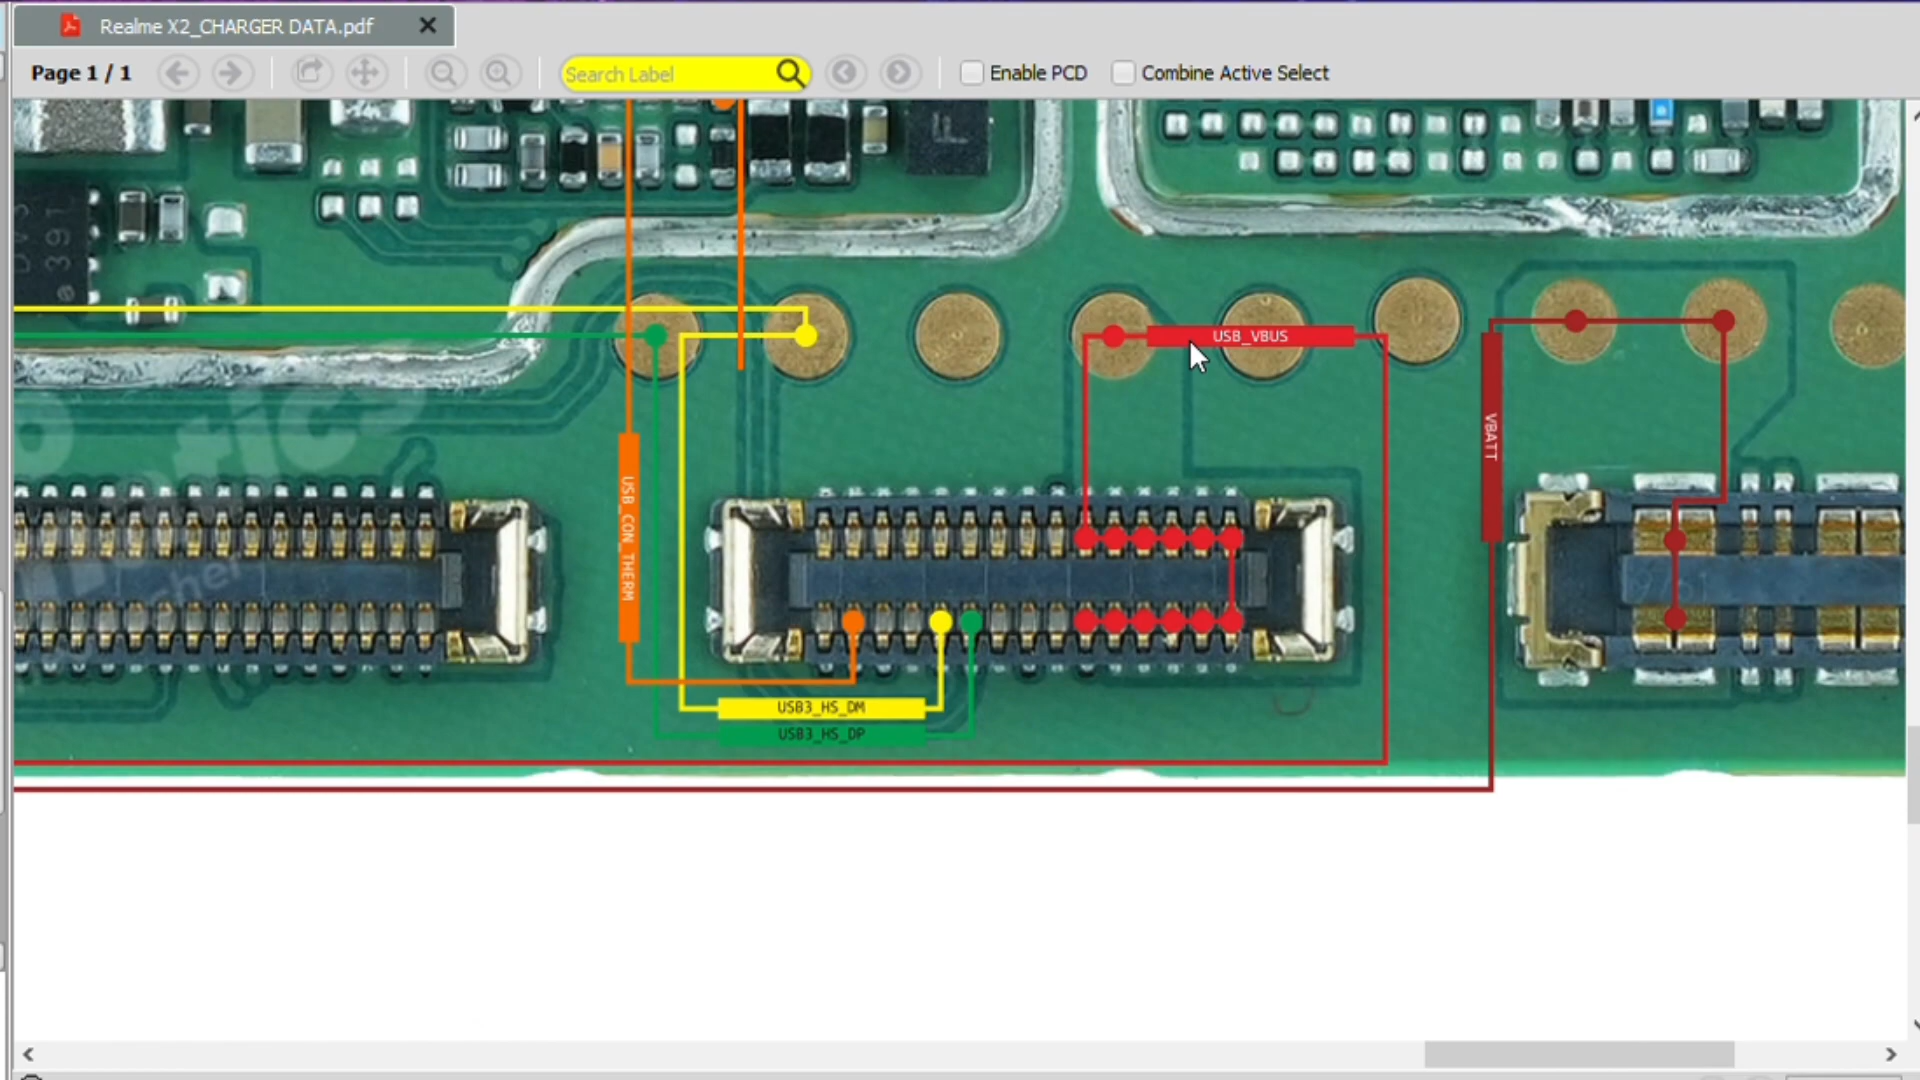 Realme X2_CHARGER DATA.pdf
Page 1 / 1
Search Label
Enable PCD
Combine Active Select
391
USB_VBUS
VBATT
USB_CON_THERM
USB3_HS_DM
USB3_HS_DP